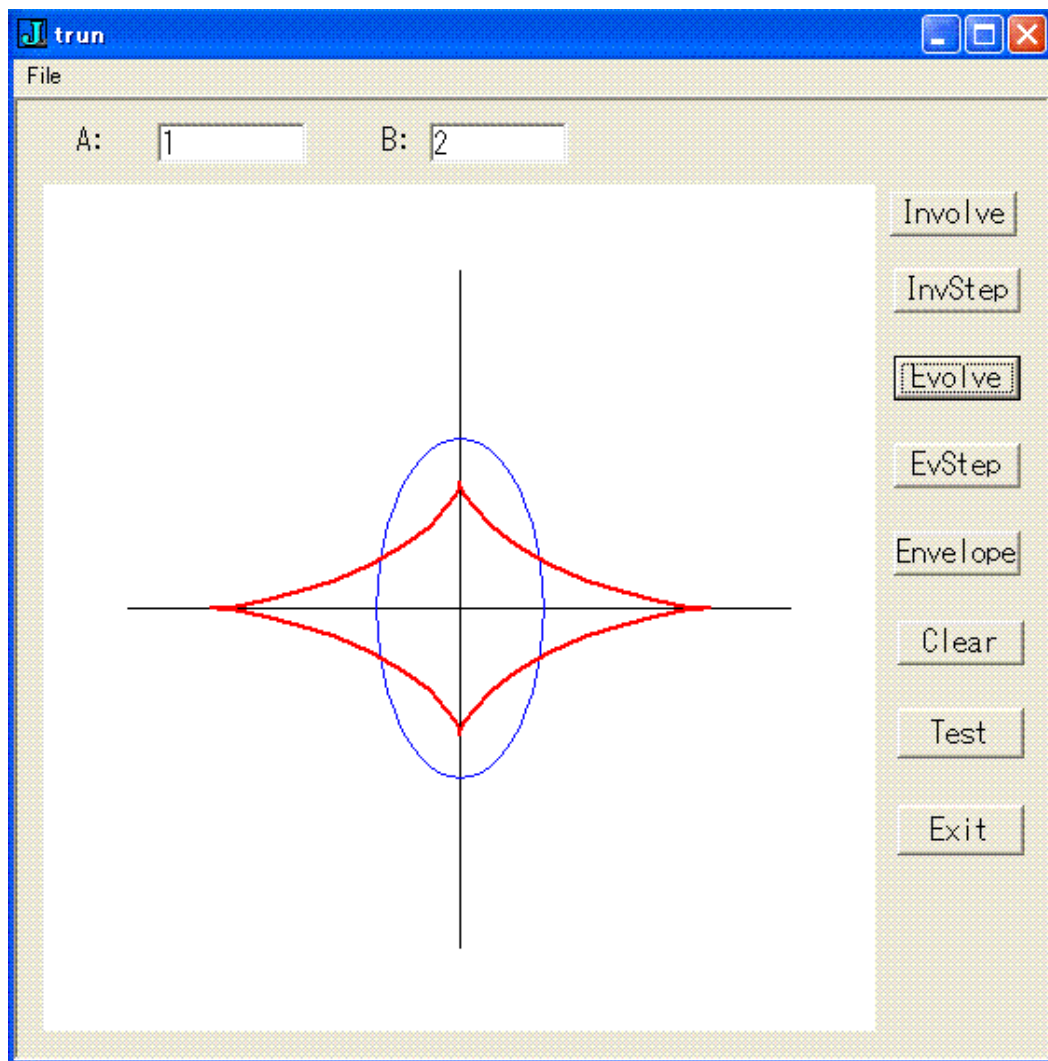 trun
File
A: 1 B: 2
Involve
InvStep
Evolve
EvStep
Envelope
Clear
Test
Exit